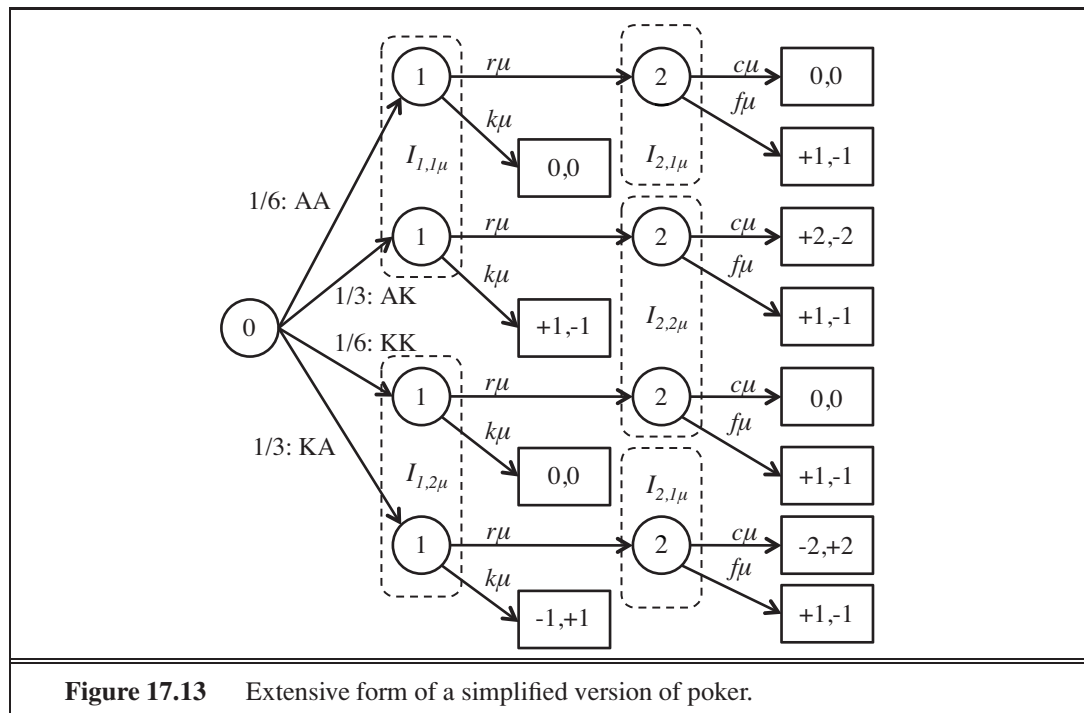 1 rμ 2 cμ 0,0
kμ fμ
I1,1μ 0,0 I2,1μ +1,-1
1/6: AA
1 rμ 2 cμ +2,-2
kμ fμ
1/3: AK
0 +1,-1 I2,2μ +1,-1
1/6: KK
1 rμ 2 cμ 0,0
kμ fμ
1/3: KA
I1,2μ 0,0 I2,1μ +1,-1
1 rμ 2 cμ -2,+2
kμ fμ
-1,+1 +1,-1
Figure 17.13 Extensive form of a simplified version of poker.